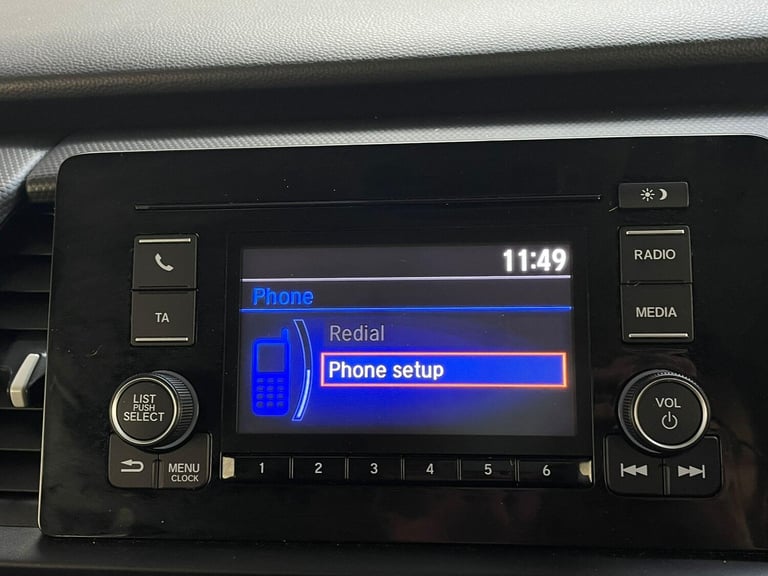 11:49
RADIO
Phone
TA
MEDIA
Redial
Phone setup
LIST
PUSH
SELECT
VOL
MENU
CLOCK
1 2 3 4 5 6